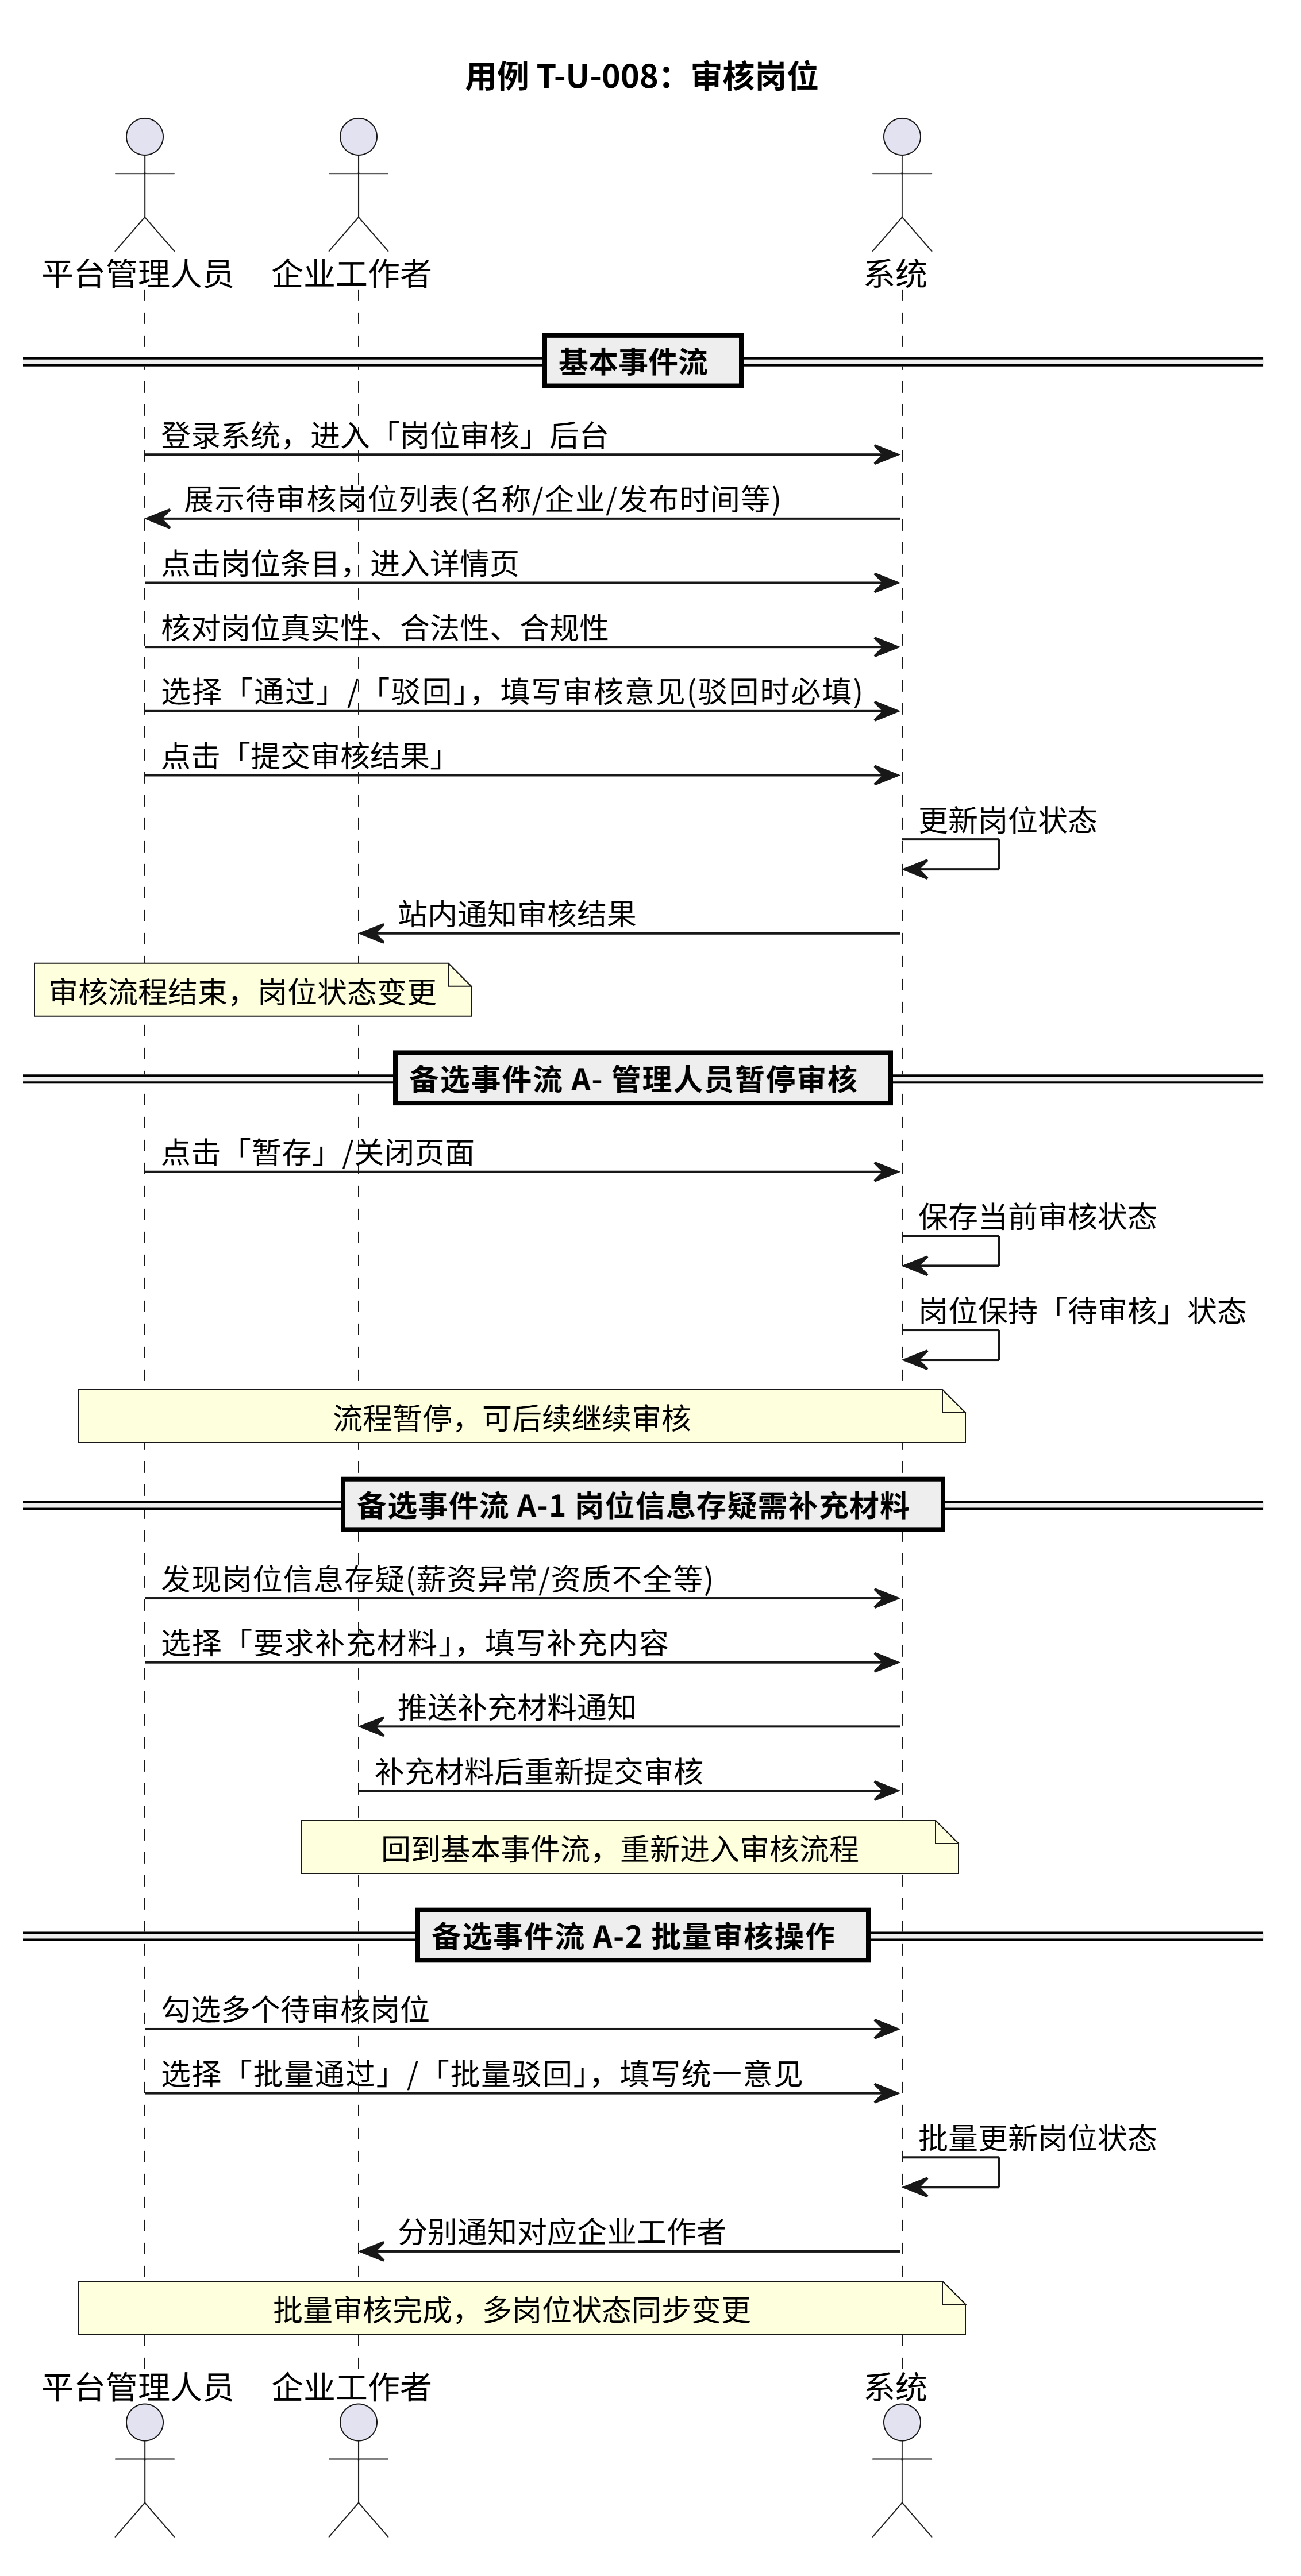 用例 T-U-008：审核岗位
平台管理人员
企业工作者
系统
基本事件流
登录系统，进入「岗位审核」后台
展示待审核岗位列表(名称/企业/发布时间等)
点击岗位条目，进入详情页
核对岗位真实性、合法性、合规性
选择「通过」/「驳回」，填写审核意见(驳回时必填)
点击「提交审核结果」
更新岗位状态
站内通知审核结果
审核流程结束，岗位状态变更
备选事件流 A- 管理人员暂停审核
点击「暂存」/关闭页面
保存当前审核状态
岗位保持「待审核」状态
流程暂停，可后续继续审核
备选事件流 A-1 岗位信息存疑需补充材料
发现岗位信息存疑(薪资异常/资质不全等)
选择「要求补充材料」，填写补充内容
推送补充材料通知
补充材料后重新提交审核
回到基本事件流，重新进入审核流程
备选事件流 A-2 批量审核操作
勾选多个待审核岗位
选择「批量通过」/「批量驳回」，填写统一意见
批量更新岗位状态
分别通知对应企业工作者
批量审核完成，多岗位状态同步变更
平台管理人员
企业工作者
系统